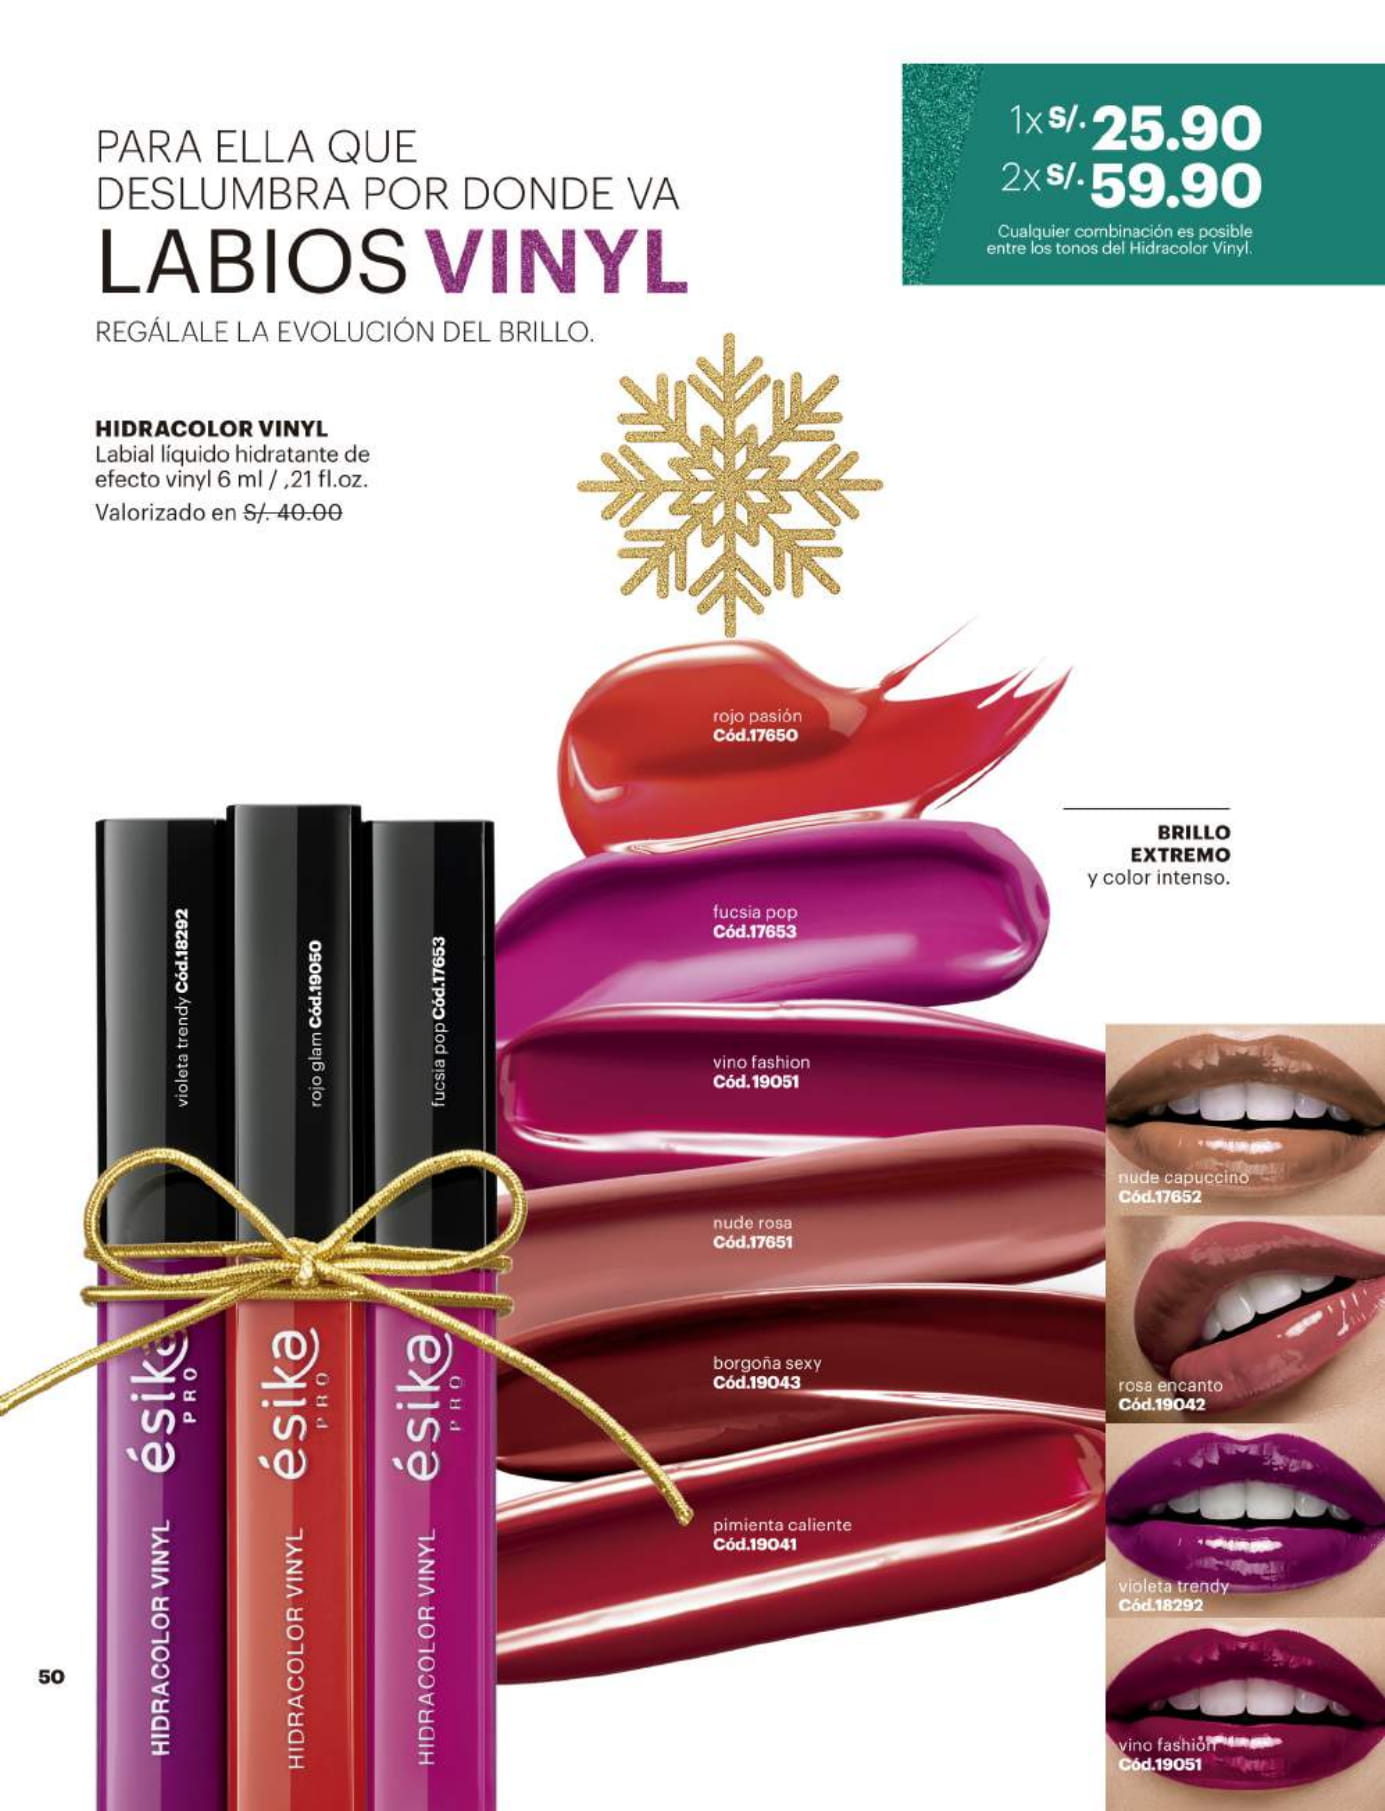 PARA ELLA QUE
DESLUMBRA POR DONDE VA
LABIOS VINYL
REGÁLALE LA EVOLUCIÓN DEL BRILLO.
1x S/. 25.90
2x S/. 59.90
Cualquier combinación es posible
entre los tonos del Hidracolor Vinyl.
HIDRACOLOR VINYL
Labial líquido hidratante de
efecto vinyl 6 ml / ,21 fl.oz.
Valorizado en S/. 40.00
rojo pasión
Cód.17650
BRILLO
EXTREMO
y color intenso.
fucsia pop
Cód.17653
vino fashion
Cód.19051
nude rosa
Cód.17651
borgoña sexy
Cód.19043
pimienta caliente
Cód.19041
violeta trendy Cód.18292
rojo glam Cód.19050
fucsia pop Cód.17653
ésika
PRO
HIDRACOLOR VINYL
ésika
PRO
HIDRACOLOR VINYL
ésika
PRO
HIDRACOLOR VINYL
nude capuccino
Cód.17652
rosa encanto
Cód.19042
violeta trendy
Cód.18292
vino fashion
Cód.19051
50